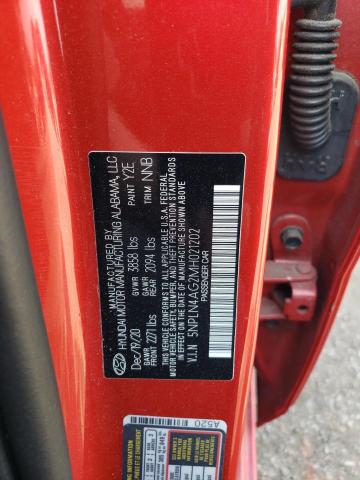 MANUFACTURED BY
HYUNDAI MOTOR MANUFACTURING ALABAMA, LLC
Dec/19/20 GVWR 3858 lbs PAINT Y2E
GAWR FRONT 2271 lbs GAWR REAR 2094 lbs TRIM NNB
THIS VEHICLE CONFORMS TO ALL APPLICABLE U.S.A FEDERAL
MOTOR VEHICLE SAFETY, BUMPER, AND THEFT PREVENTION STANDARDS
IN EFFECT ON THE DATE OF MANUFACTURE SHOWN ABOVE.
V.I.N 5NPLN4AG2MH021202
PASSENGER CAR
A520